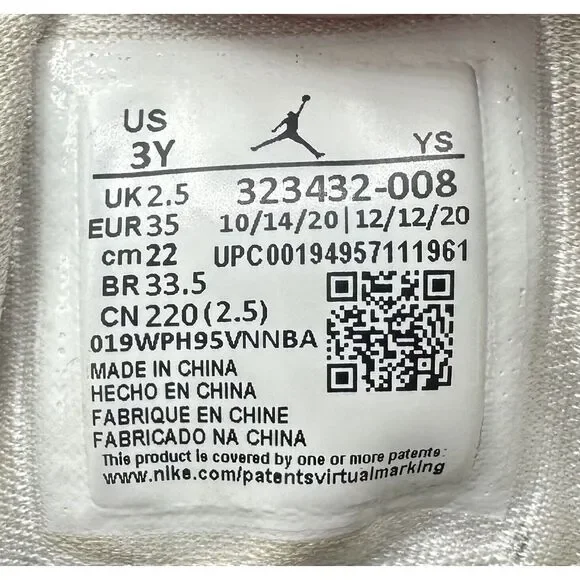 US
3Y
YS
UK 2.5
323432-008
EUR 35
10/14/20 | 12/12/20
cm 22
UPC00194957111961
BR 33.5
CN 220 (2.5)
019WPH95VNNBA
MADE IN CHINA
HECHO EN CHINA
FABRIQUE EN CHINE
FABRICADO NA CHINA
This product is covered by one or more patents:
www.nike.com/patentsvirtualmarking